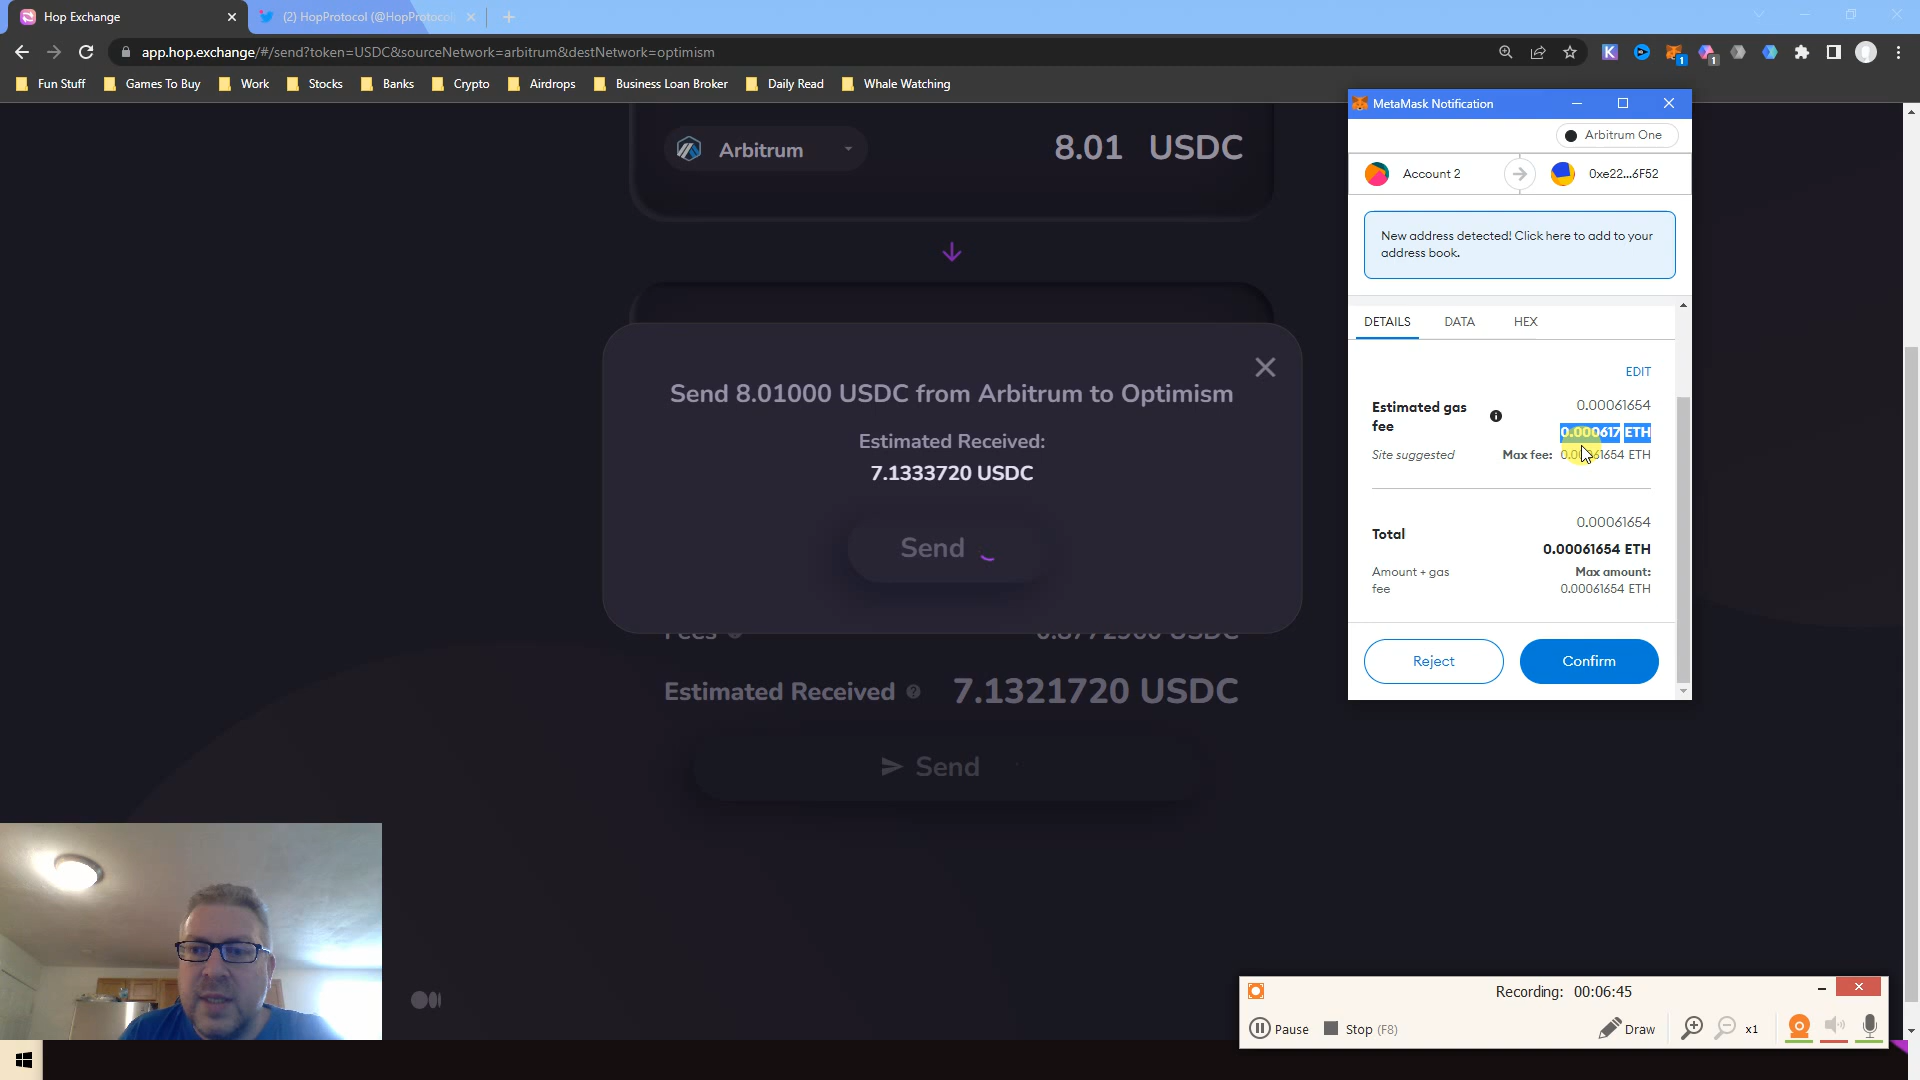 Hop Exchange
(2) HopProtocol (@HopProtocol
app.hop.exchange/#/send?token=USDC&sourceNetwork=arbitrum&destNetwork=optimism
Fun Stuff
Games To Buy
Work
Stocks
Banks
Crypto
Airdrops
Business Loan Broker
Daily Read
Whale Watching
Arbitrum
8.01 USDC
Send 8.01000 USDC from Arbitrum to Optimism
Estimated Received:
7.1333720 USDC
Send
Fees
Estimated Received
7.1321720 USDC
Send
MetaMask Notification
Arbitrum One
Account 2
0xe22...6F52
New address detected! Click here to add to your
address book.
DETAILS
DATA
HEX
EDIT
Estimated gas
fee
0.00061654
0.000617 ETH
Site suggested
Max fee:
ETH
Total
0.00061654
0.00061654 ETH
Amount + gas
fee
Max amount:
0.00061654 ETH
Reject
Confirm
Recording: 00:06:45
Pause
Stop (F8)
Draw
x1